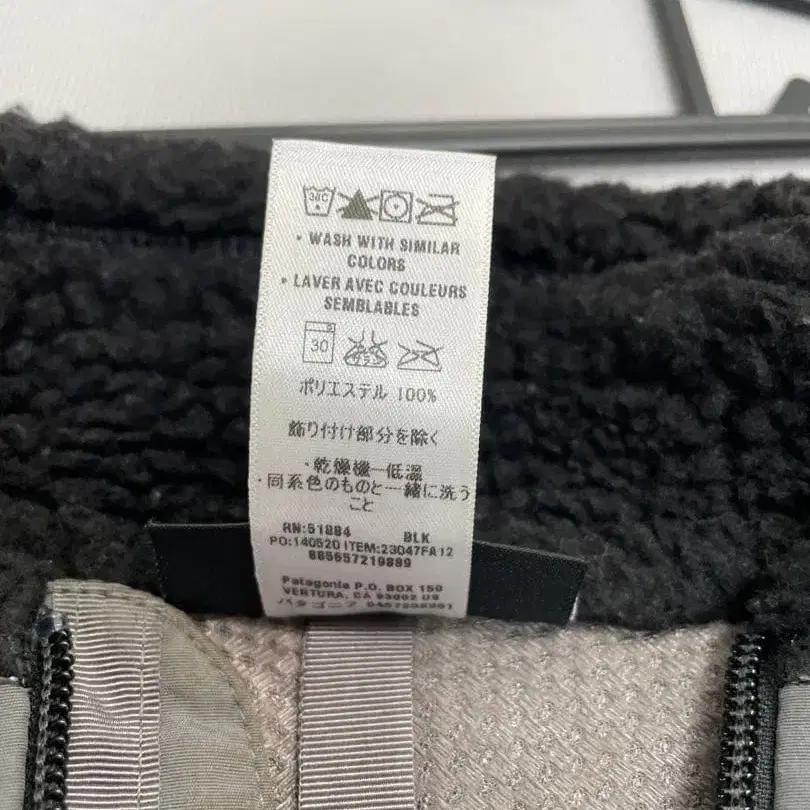 30C
• WASH WITH SIMILAR
COLORS
• LAVER AVEC COULEURS
SEMBLABLES
30
ポリエステル 100%
飾り付け部分を除く
・乾燥機一低温
・同系色のものと一緒に洗う
こと
RN:51884 BLK
PO:140520 ITEM:23047FA12
885657219889
Patagonia P.O. BOX 150
VERTURA, CA 93002 US
パタゴニア